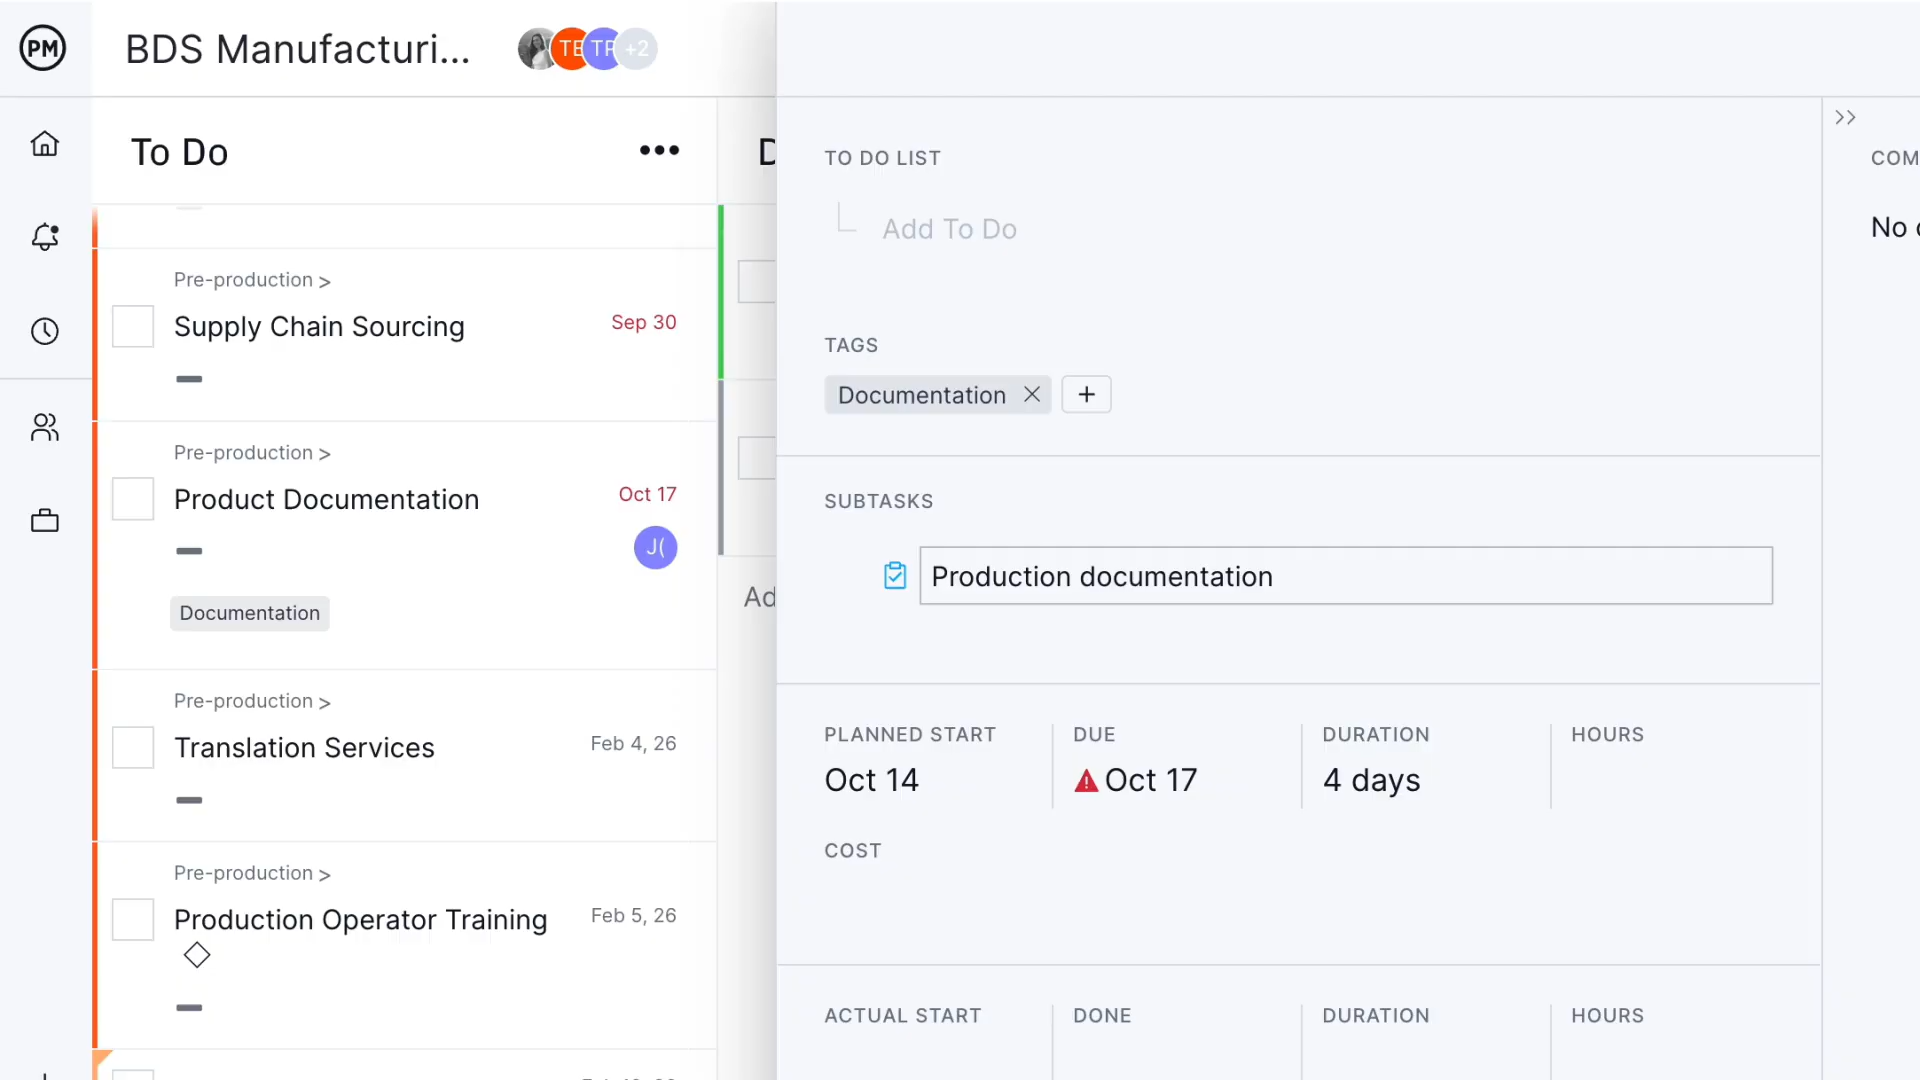 PM
BDS Manufacturi...
TE
TF
+2
To Do
Pre-production >
Supply Chain Sourcing
Sep 30
Pre-production >
Product Documentation
Oct 17
J(
Documentation
Pre-production >
Translation Services
Feb 4, 26
Pre-production >
Production Operator Training
Feb 5, 26
Ad
TO DO LIST
Add To Do
TAGS
Documentation
SUBTASKS
Production documentation
PLANNED START
DUE
DURATION
HOURS
Oct 14
Oct 17
4 days
COST
ACTUAL START
DONE
DURATION
HOURS
COM
No